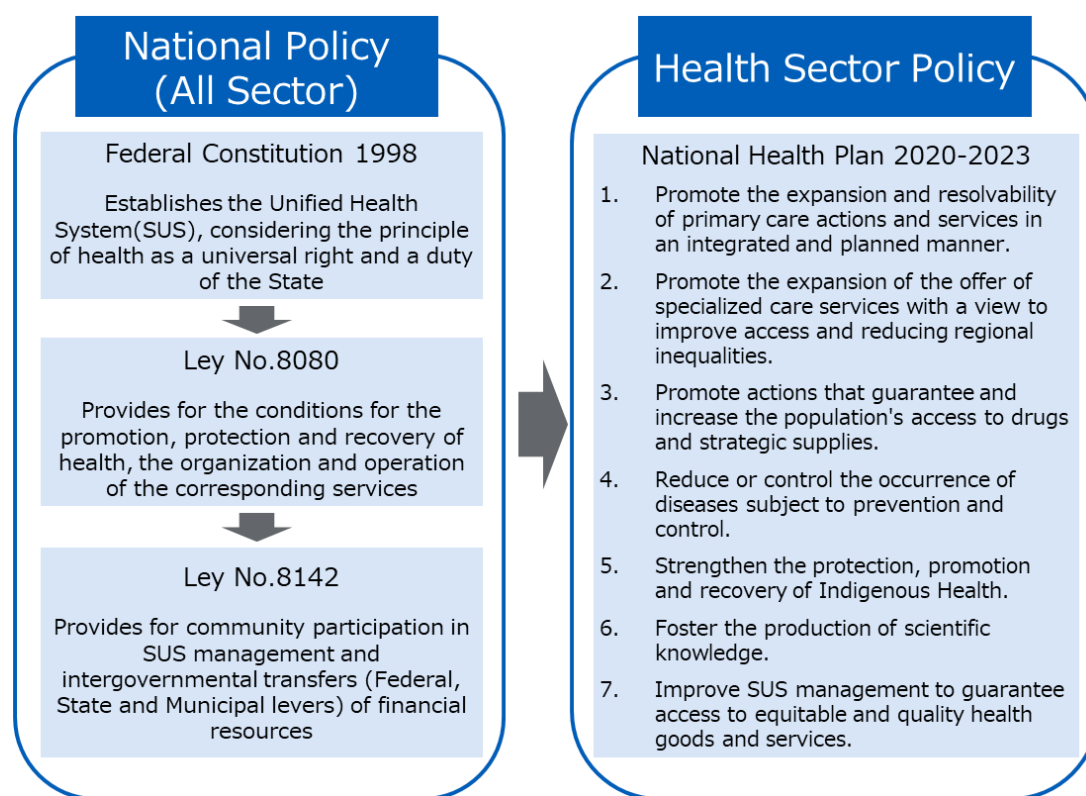 National Policy
(All Sector)
Federal Constitution 1998
Establishes the Unified Health
System(SUS), considering the principle
of health as a universal right and a duty
of the State
Ley No.8080
Provides for the conditions for the
promotion, protection and recovery of
health, the organization and operation
of the corresponding services
Ley No.8142
Provides for community participation in
SUS management and
intergovernmental transfers (Federal,
State and Municipal levers) of financial
resources
Health Sector Policy
National Health Plan 2020-2023
1. Promote the expansion and resolvability
of primary care actions and services in
an integrated and planned manner.
2. Promote the expansion of the offer of
specialized care services with a view to
improve access and reducing regional
inequalities.
3. Promote actions that guarantee and
increase the population's access to drugs
and strategic supplies.
4. Reduce or control the occurrence of
diseases subject to prevention and
control.
5. Strengthen the protection, promotion
and recovery of Indigenous Health.
6. Foster the production of scientific
knowledge.
7. Improve SUS management to guarantee
access to equitable and quality health
goods and services.